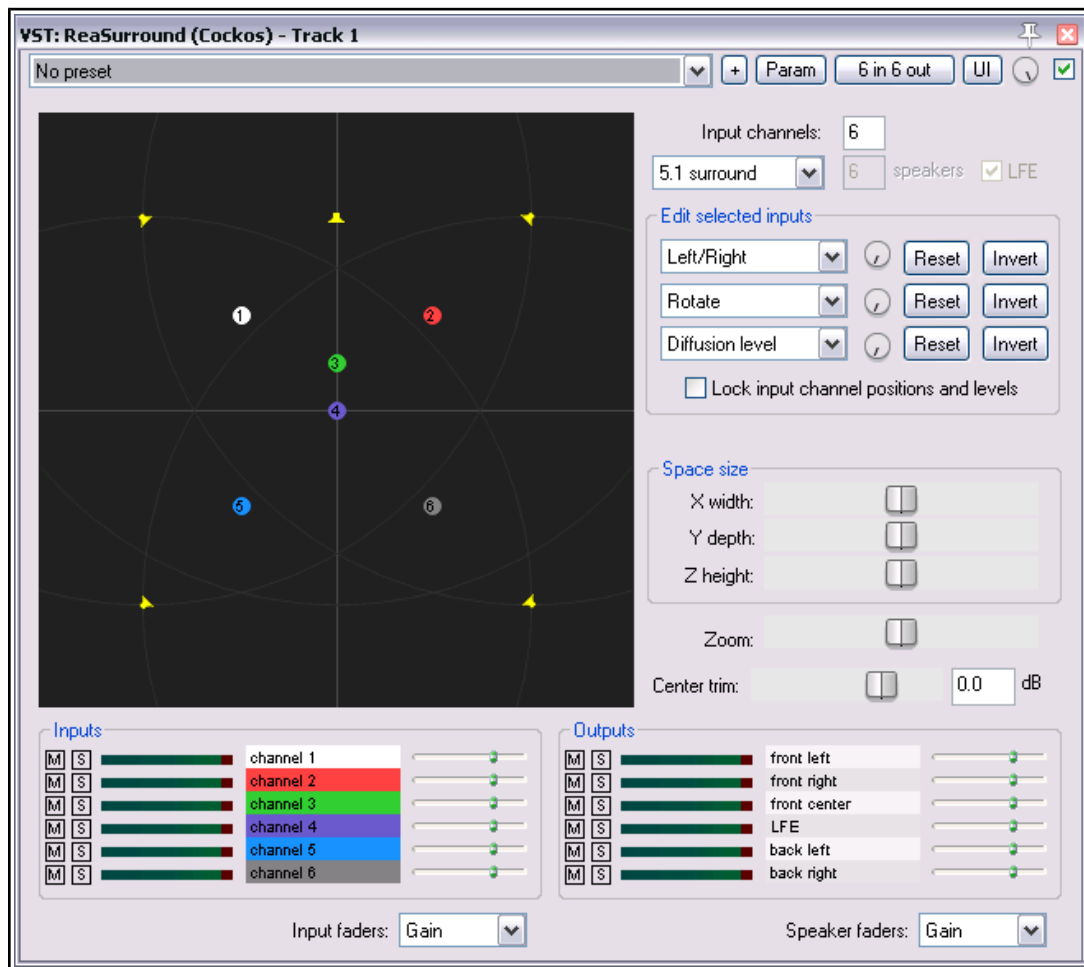 VST: ReaSurround (Cockos) - Track 1
No preset
+ Param 6 in 6 out UI
Input channels: 6
5.1 surround 6 speakers LFE
Edit selected inputs
Left/Right Reset Invert
Rotate Reset Invert
Diffusion level Reset Invert
Lock input channel positions and levels
1
2
3
4
5
6
Space size
X width:
Y depth:
Z height:
Zoom:
Center trim: 0.0 dB
Inputs
M S channel 1
M S channel 2
M S channel 3
M S channel 4
M S channel 5
M S channel 6
Input faders: Gain
Outputs
M S front left
M S front right
M S front center
M S LFE
M S back left
M S back right
Speaker faders: Gain